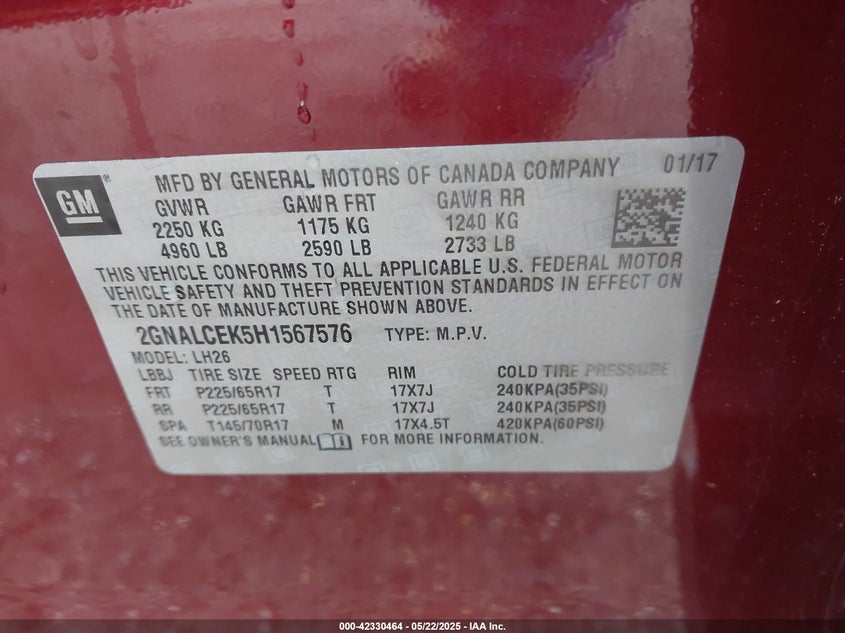 GM
®
MFD BY GENERAL MOTORS OF CANADA COMPANY 01/17
GVWR GAWR FRT GAWR RR
2250 KG 1175 KG 1240 KG
4960 LB 2590 LB 2733 LB
THIS VEHICLE CONFORMS TO ALL APPLICABLE U.S. FEDERAL MOTOR
VEHICLE SAFETY AND THEFT PREVENTION STANDARDS IN EFFECT ON
THE DATE OF MANUFACTURE SHOWN ABOVE.
2GNALCEK5H1567576 TYPE: M.P.V.
MODEL: LH26
LBBJ TIRE SIZE SPEED RTG RIM COLD TIRE PRESSURE
FRT P225/65R17 T 17X7J 240KPA(35PSI)
RR P225/65R17 T 17X7J 240KPA(35PSI)
SPA T145/70R17 M 17X4.5T 420KPA(60PSI)
SEE OWNER'S MANUAL FOR MORE INFORMATION.
000-42330464 - 05/22/2025 - IAA Inc.